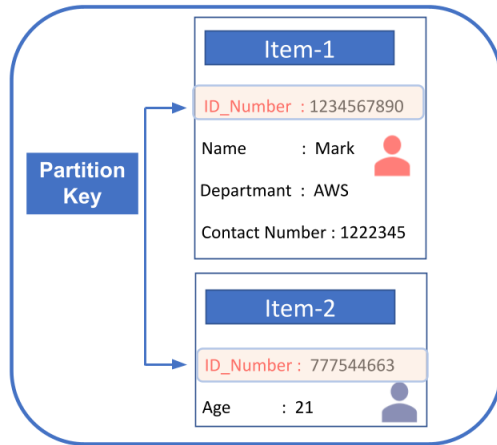 Item-1
ID_Number : 1234567890
Name : Mark
Departmant : AWS
Contact Number : 1222345
Partition
Key
Item-2
ID_Number : 777544663
Age : 21